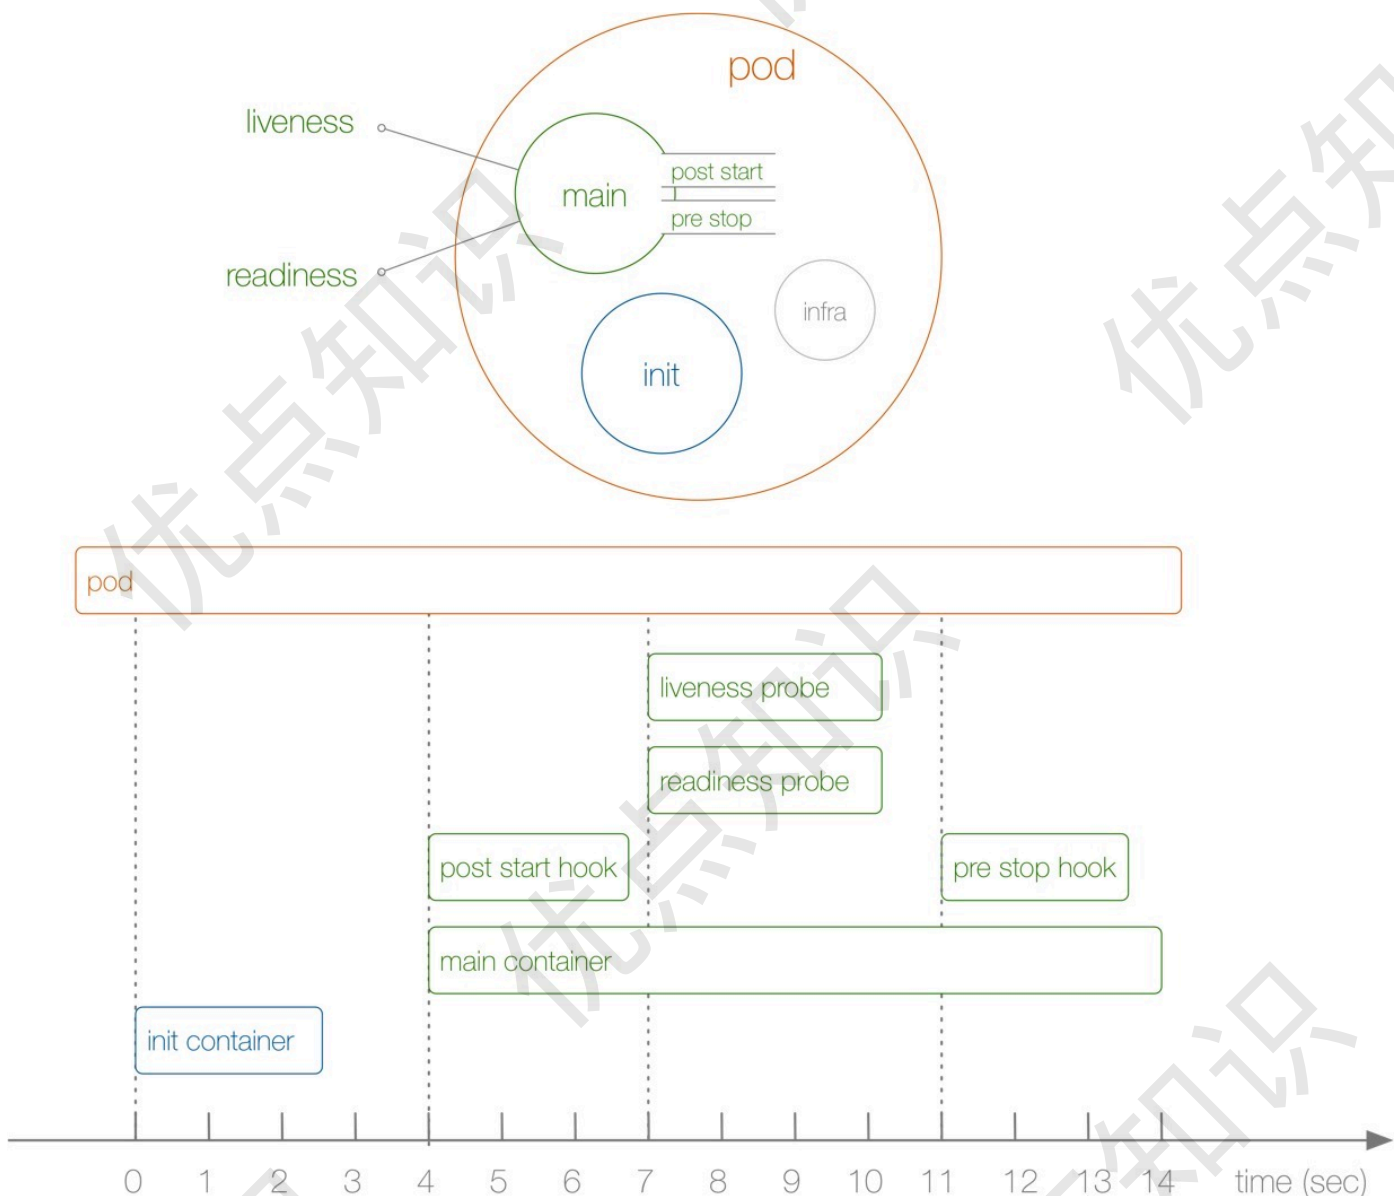 pod
liveness
post start
main
pre stop
readiness
infra
init
pod
liveness probe
readiness probe
post start hook
pre stop hook
main container
init container
0 1 2 3 4 5 6 7 8 9 10 11 12 13 14 time (sec)
优点知识
优点知识
优点知识
优点知识